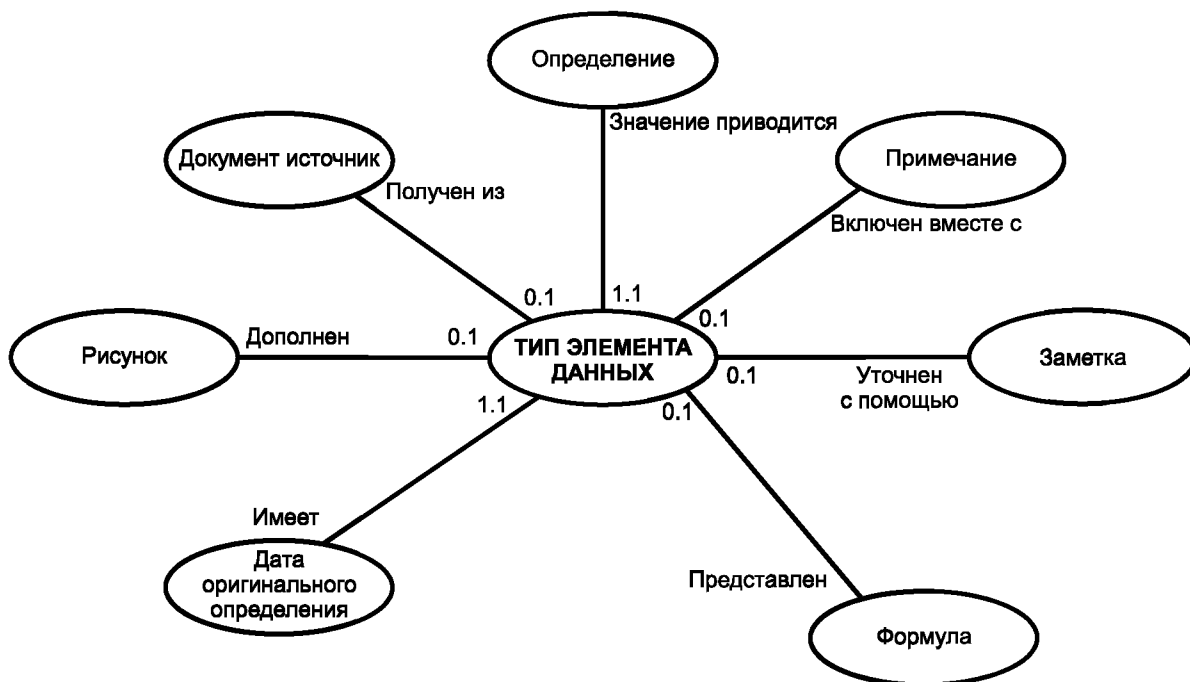 Определение
Значение приводится
Документ источник
Примечание
Получен из
Включен вместе с
0.1
1.1
0.1
Рисунок
Дополнен
0.1
ТИП ЭЛЕМЕНТА
ДАННЫХ
0.1
Уточнен
с помощью
Заметка
1.1
0.1
Имеет
Дата
оригинального
определения
Представлен
Формула